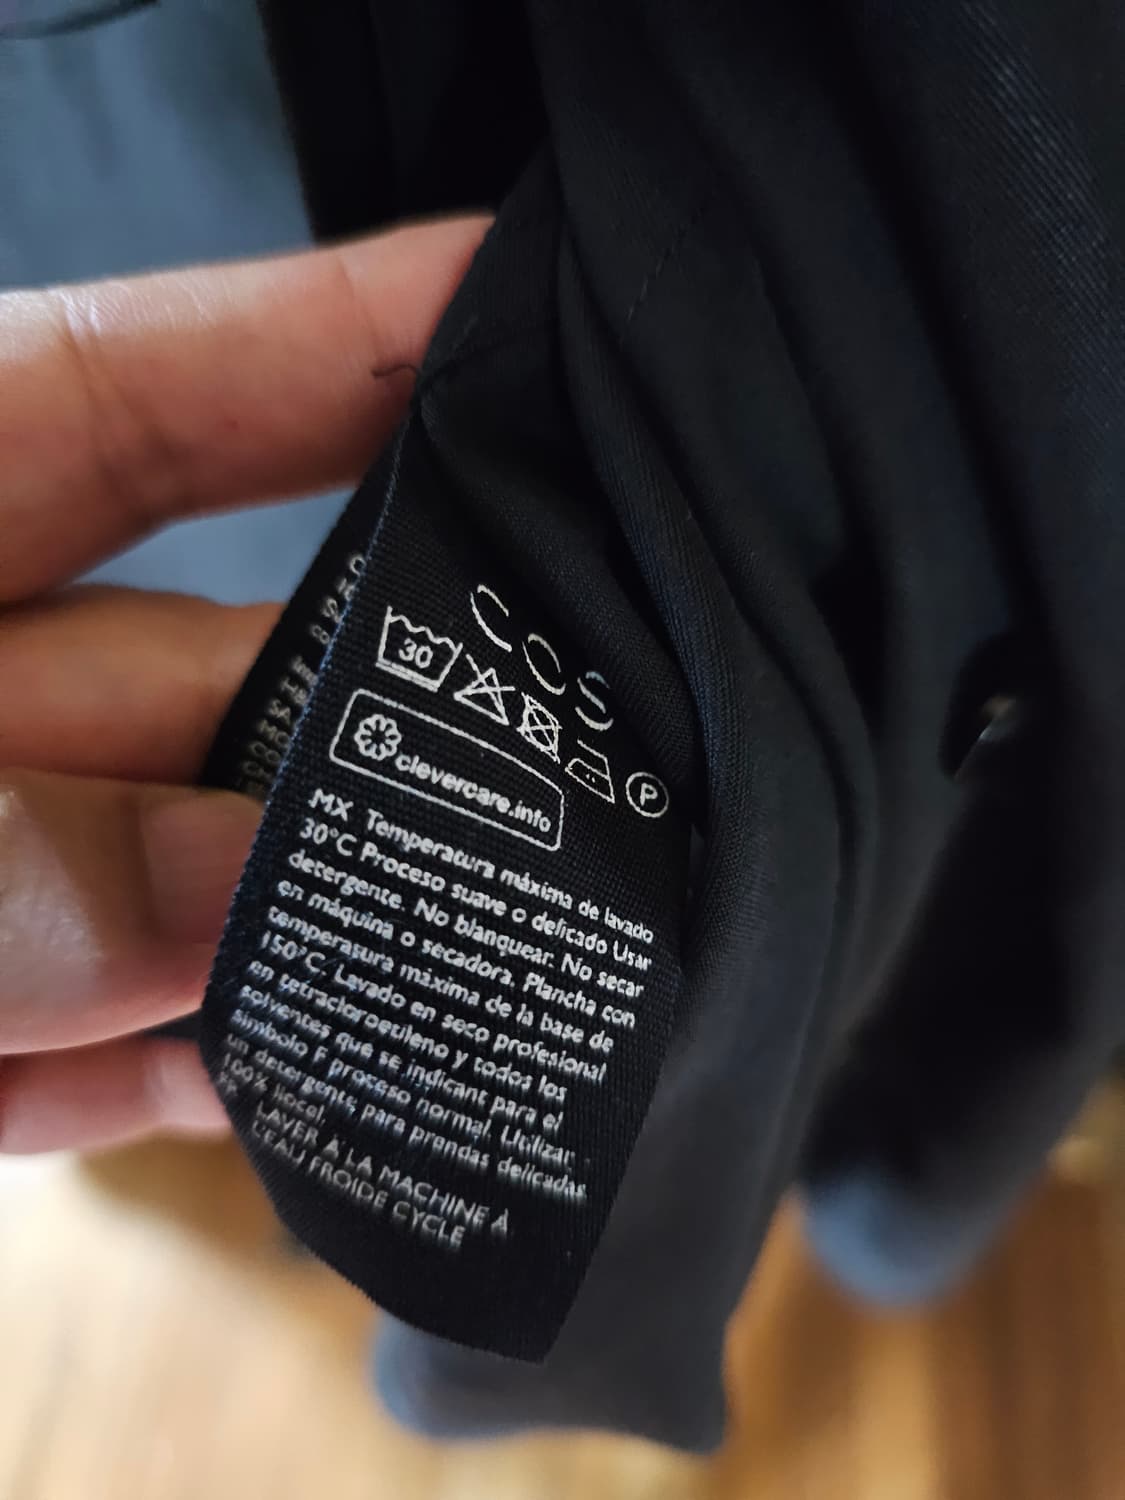 COS
30
P
clevercare.info
MX Temperatura máxima de lavado
30°C Proceso suave o delicado Usar
detergente. No blanquear. No secar
en máquina o secadora. Plancha con
temperatura máxima de la base de
150°C. Lavado en seco profesional
en tetracloroetileno y todos los
solventes que se indicant para el
Simbolo F proceso normal. Utilizar
un detergente para prendas delicadas.
100%
LAVER À LA MACHINE À
L'EAU FROIDE CYCLE